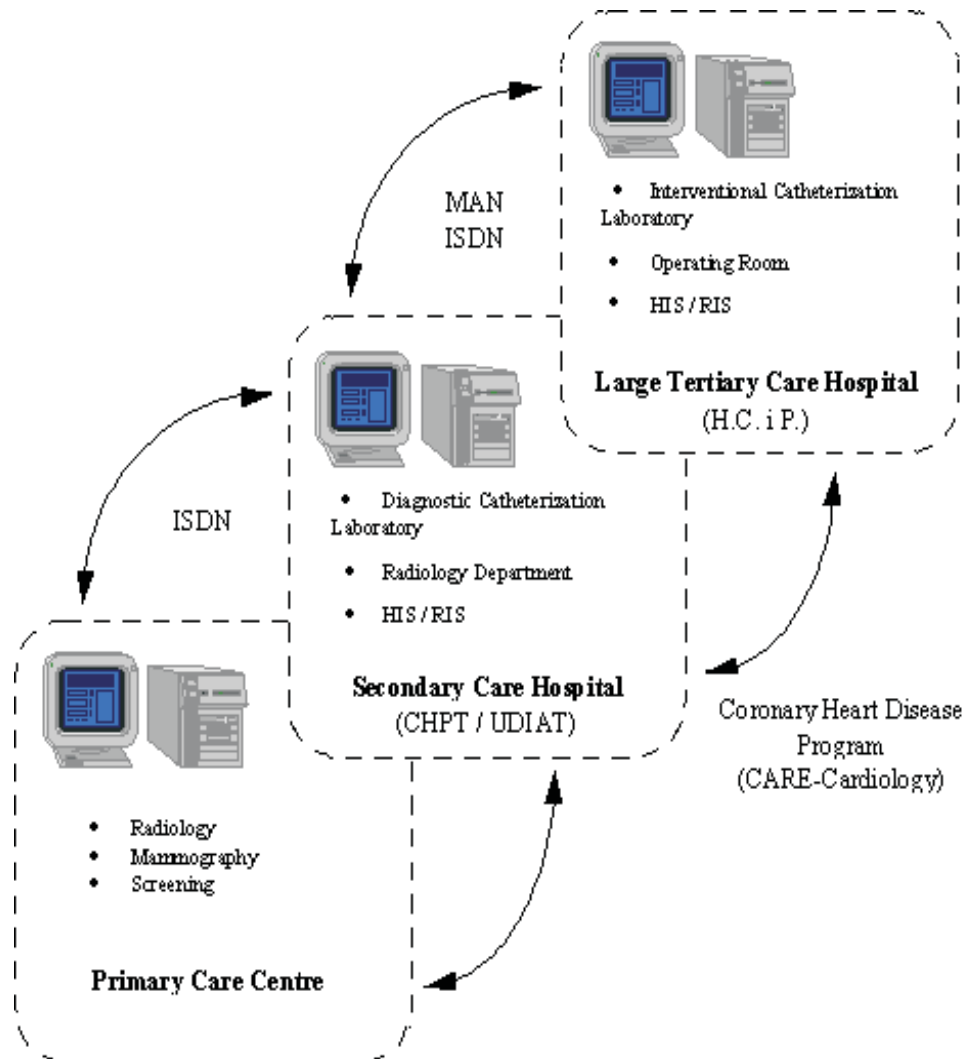 MAN
ISDN
• Interventional Catheterization
Laboratory
• Operating Room
• HIS / RIS
Large Tertiary Care Hospital
(H.C. i P.)
ISDN
• Diagnostic Catheterization
Laboratory
• Radiology Department
• HIS / RIS
Secondary Care Hospital
(CHPT / UDIAT)
Coronary Heart Disease
Program
(CARE-Cardiology)
• Radiology
• Mammography
• Screening
Primary Care Centre